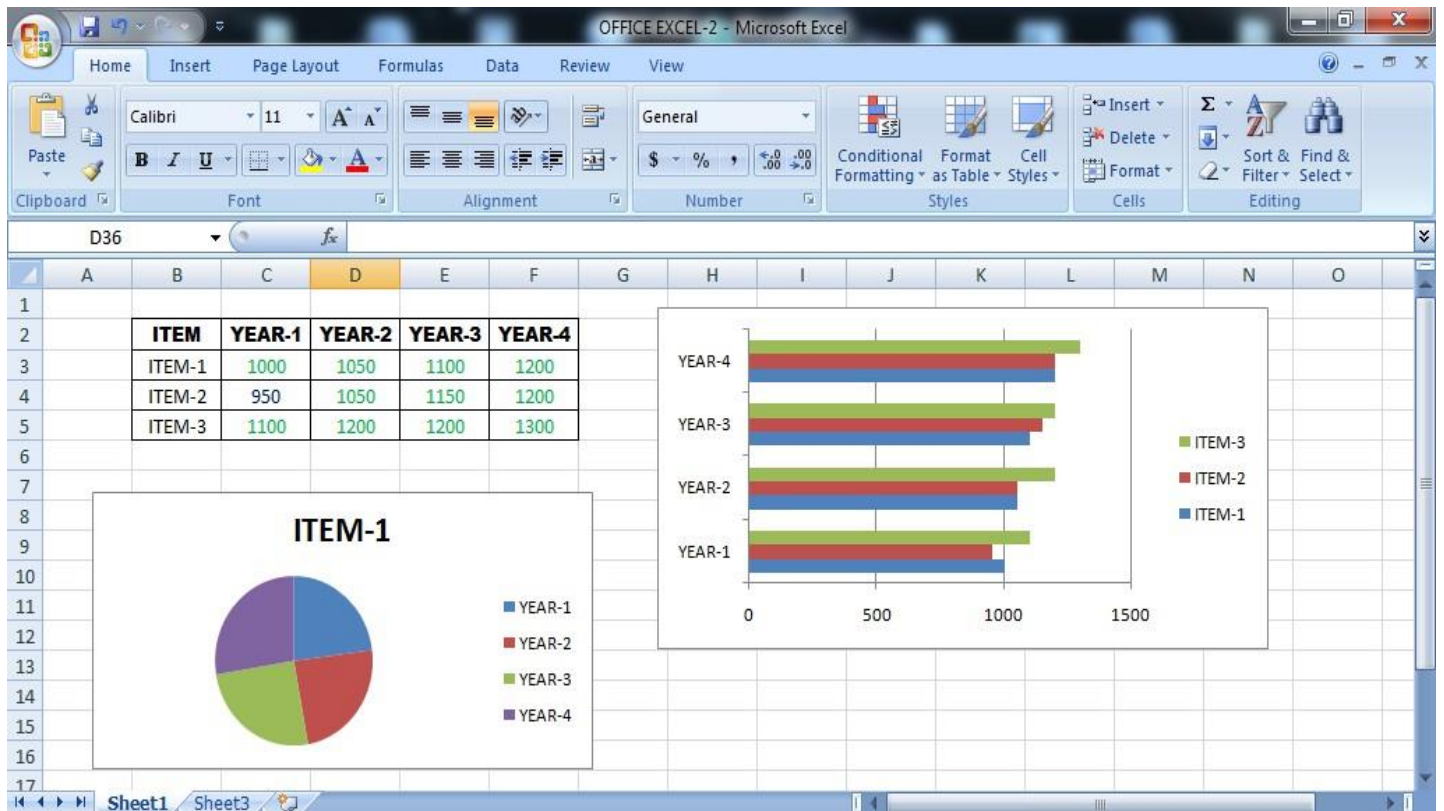 OFFICE EXCEL-2 - Microsoft Excel
Home Insert Page Layout Formulas Data Review View
Paste
Clipboard
Calibri 11 A A
B I U A
Font
Alignment
General
$ % , .0 .00 .00 .0
Number
Conditional Formatting
Format as Table
Cell Styles
Styles
Insert
Delete
Format
Cells
Σ
Sort & Filter
Find & Select
Editing
D36 fx
A B C D E F G H I J K L M N O
1
2 ITEM YEAR-1 YEAR-2 YEAR-3 YEAR-4
3 ITEM-1 1000 1050 1100 1200
4 ITEM-2 950 1050 1150 1200
5 ITEM-3 1100 1200 1200 1300
6
7
8
9
10
11
12
13
14
15
16
17
ITEM-1
YEAR-1
YEAR-2
YEAR-3
YEAR-4
YEAR-4
YEAR-3
YEAR-2
YEAR-1
0 500 1000 1500
ITEM-3
ITEM-2
ITEM-1
Sheet1 Sheet3